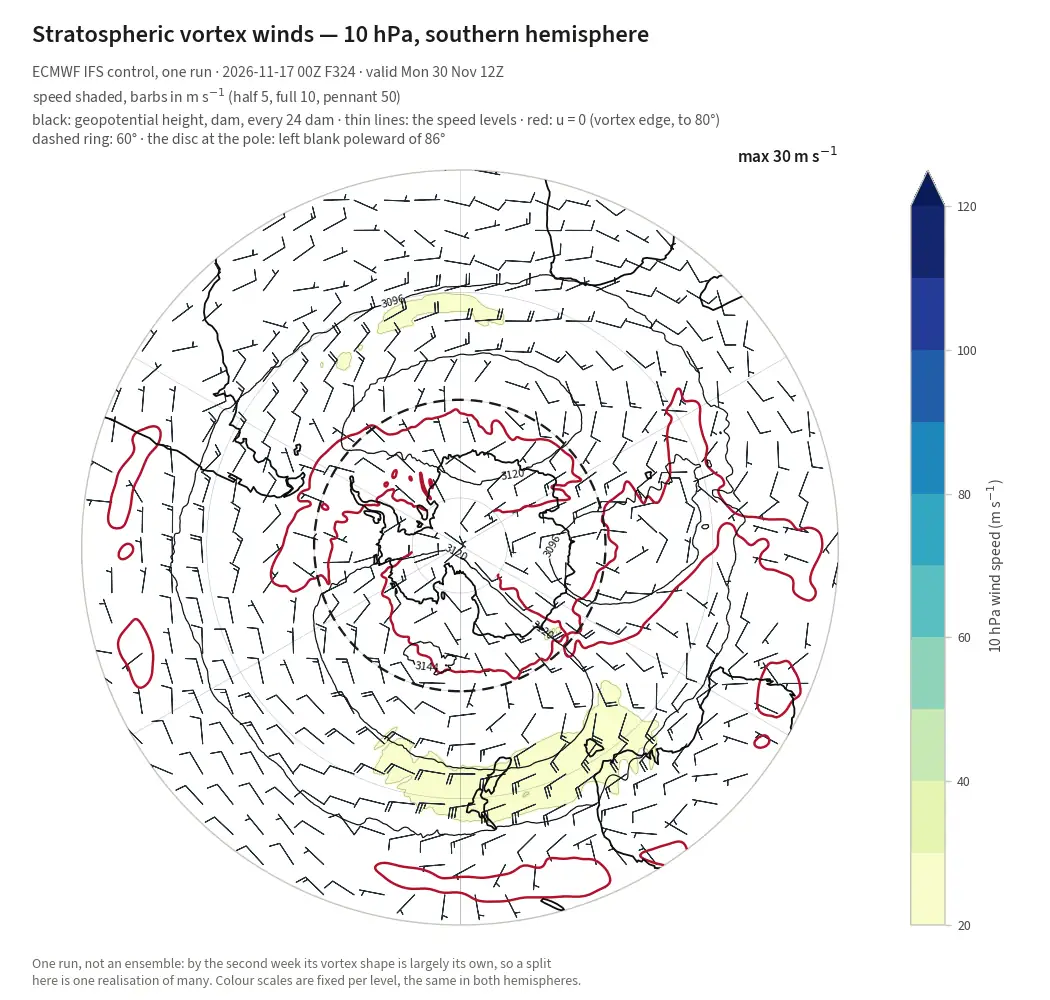 Stratospheric vortex winds — 10 hPa, southern hemisphere
ECMWF IFS control, one run · 2026-11-17 00Z F324 · valid Mon 30 Nov 12Z
speed shaded, barbs in m s⁻¹ (half 5, full 10, pennant 50)
black: geopotential height, dam, every 24 dam · thin lines: the speed levels · red: u = 0 (vortex edge, to 80°)
dashed ring: 60° · the disc at the pole: left blank poleward of 86°
max 30 m s⁻¹
120
100
80
60
40
20
10 hPa wind speed (m s⁻¹)
3096
3120
3096
3120
3120
3144
One run, not an ensemble: by the second week its vortex shape is largely its own, so a split
here is one realisation of many. Colour scales are fixed per level, the same in both hemispheres.